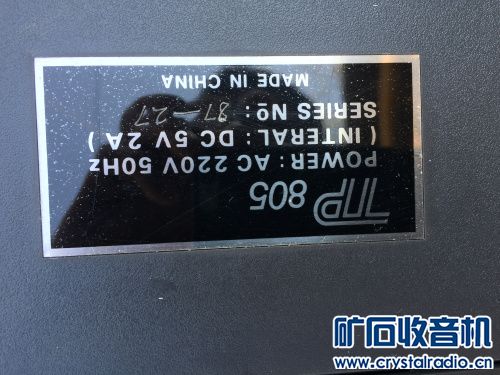 TP 805
POWER: AC 220V 50Hz
( INTERAL: DC 5V 2A )
SERIES No: 87-27
MADE IN CHINA
矿石收音机
www.crystalradio.cn